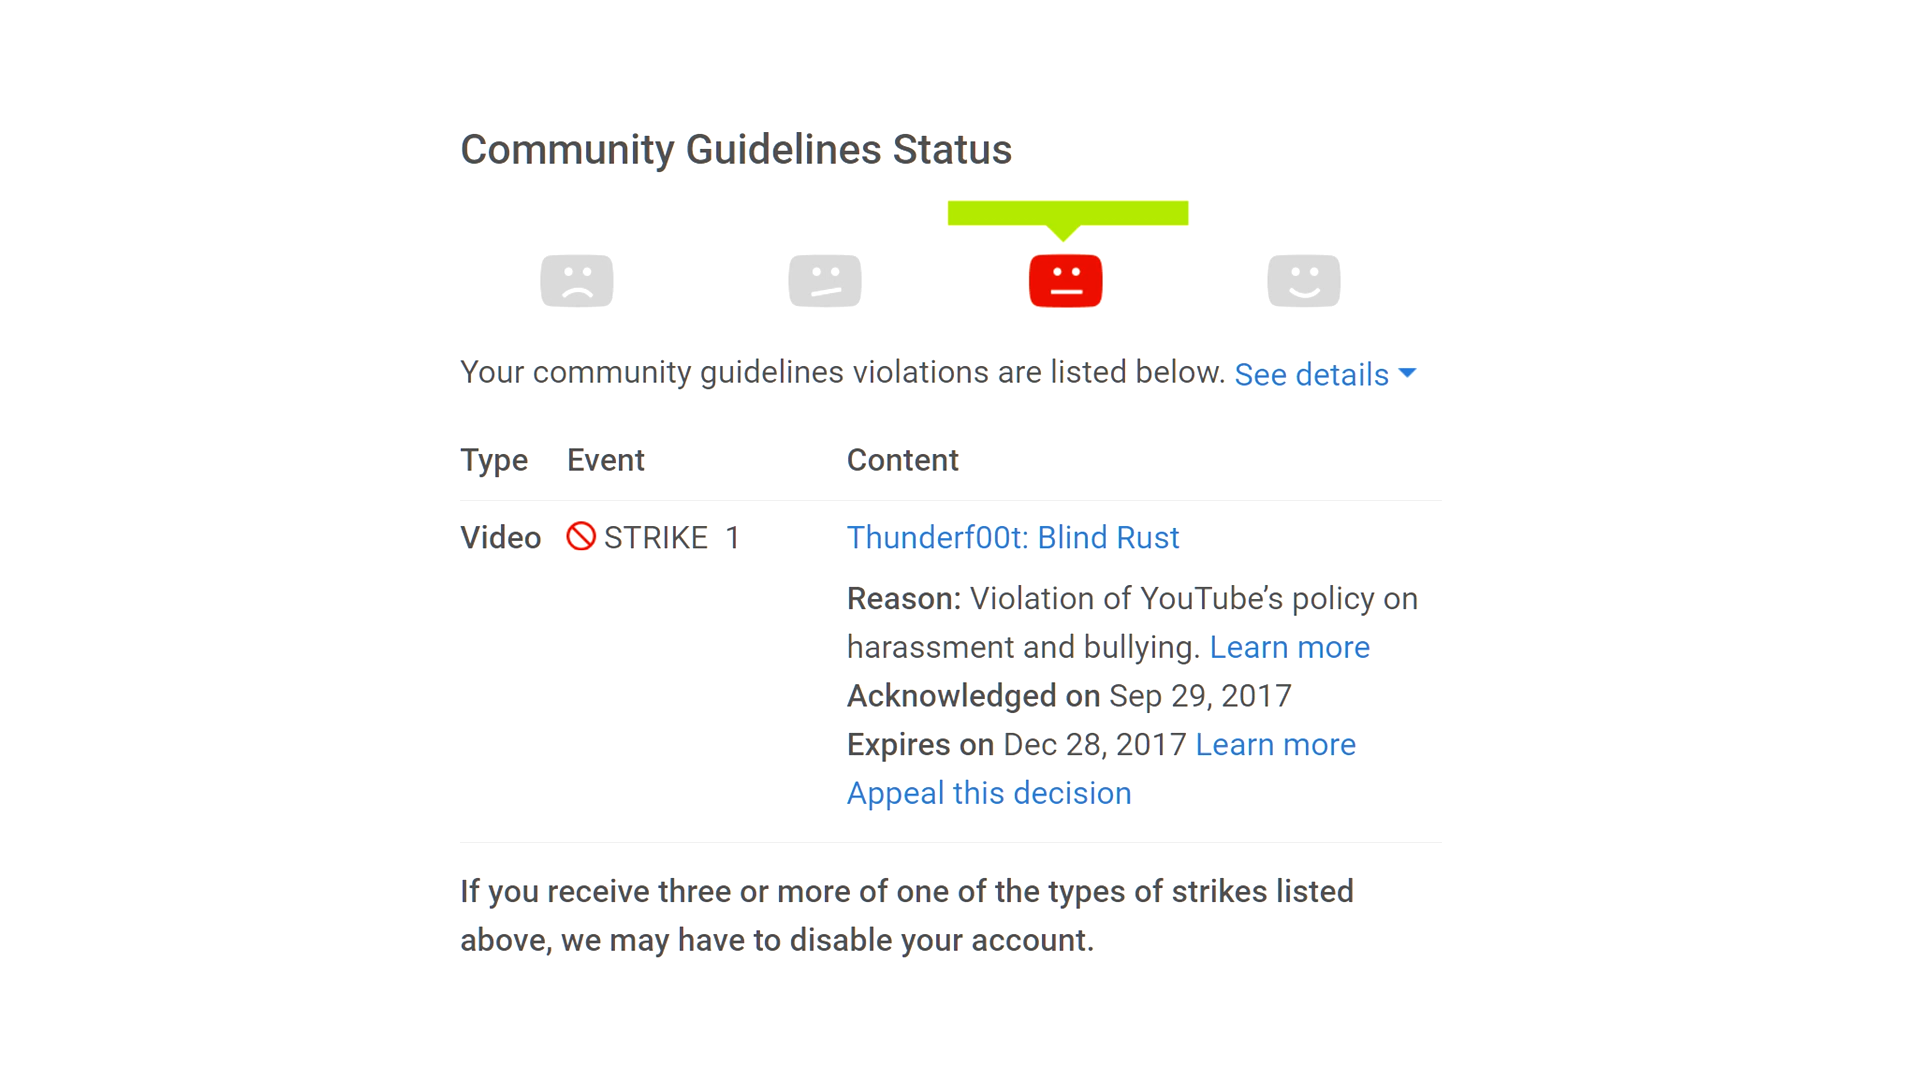 Community Guidelines Status
Your community guidelines violations are listed below. See details
Type Event Content
Video STRIKE 1 Thunderf00t: Blind Rust
Reason: Violation of YouTube’s policy on
harassment and bullying. Learn more
Acknowledged on Sep 29, 2017
Expires on Dec 28, 2017 Learn more
Appeal this decision
If you receive three or more of one of the types of strikes listed
above, we may have to disable your account.